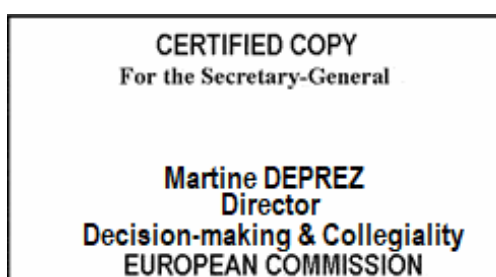 CERTIFIED COPY
For the Secretary-General
Martine DEPREZ
Director
Decision-making & Collegiality
EUROPEAN COMMISSION